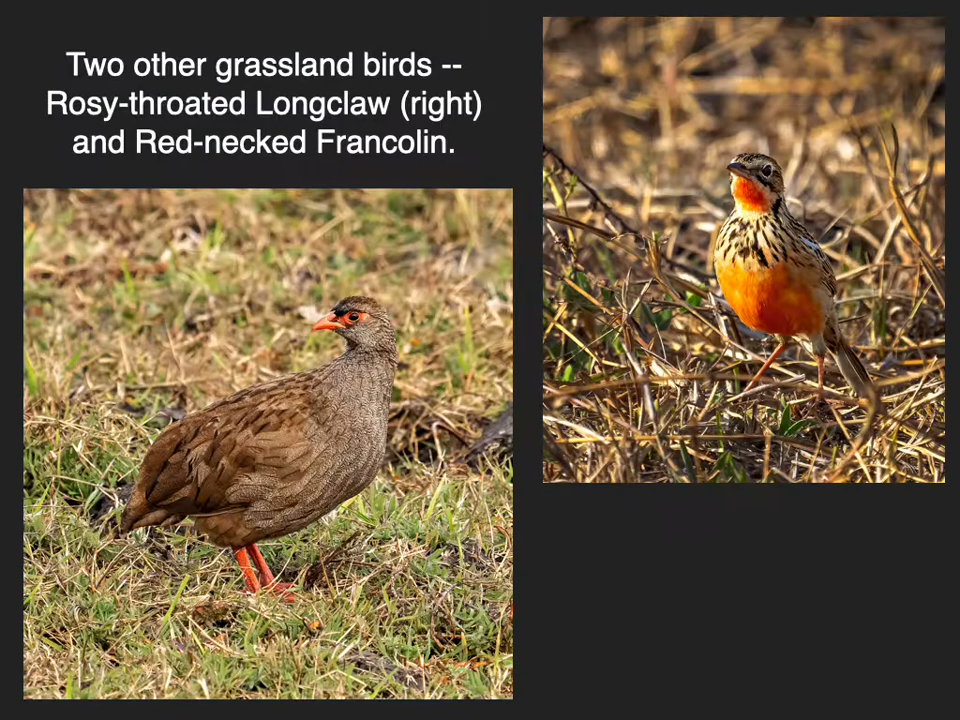 Two other grassland birds --
Rosy-throated Longclaw (right)
and Red-necked Francolin.